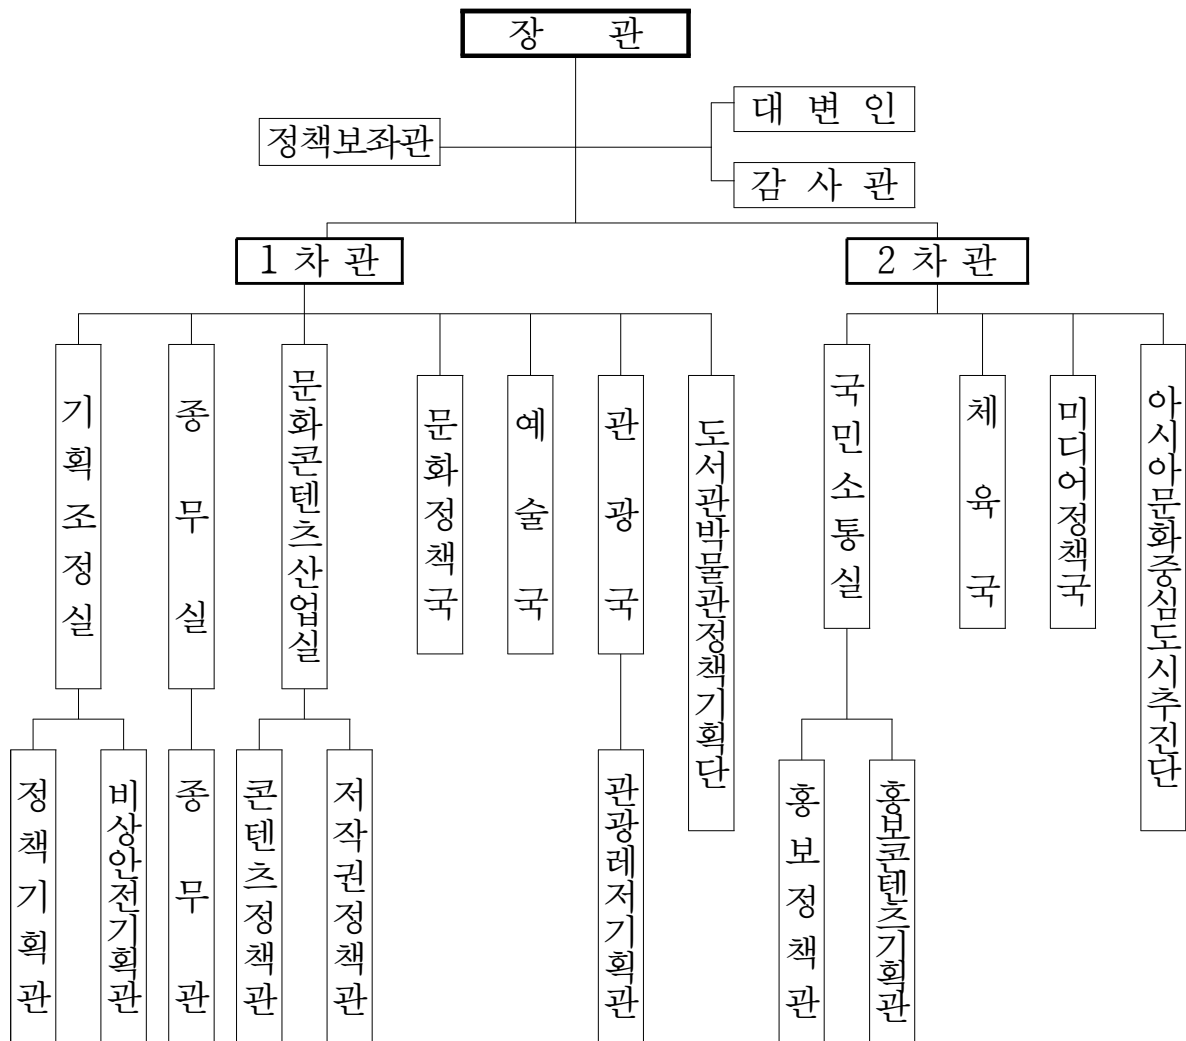 장 관
대 변 인
정책보좌관
감 사 관
1 차 관
2 차 관
기획조정실
종무실
문화콘텐츠산업실
문화정책국
예술국
관광국
도서관박물관정책기획단
국민소통실
체육국
미디어정책국
아시아문화중심도시추진단
정책기획관
비상안전기획관
종무관
콘텐츠정책관
저작권정책관
관광레저기획관
홍보정책관
홍보콘텐츠기획관